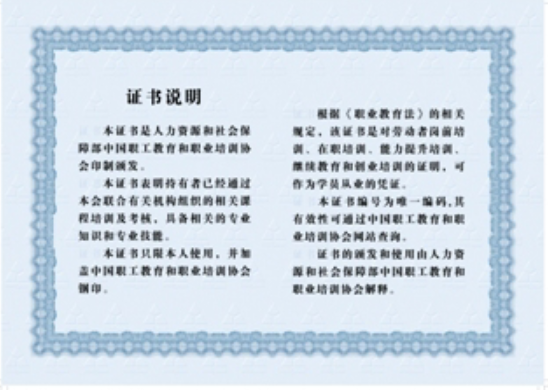 证书说明
本证书是人力资源和社会保
障部中国职工教育和职业培训协
会印制颁发。
本证书表明持有者已经通过
本会联合有关机构组织的相关课
程培训及考核，具备相关的专业
知识和专业技能。
本证书只限本人使用，并加
盖中国职工教育和职业培训协会
钢印。
根据《职业教育法》的相关
规定，该证书是对劳动者岗前培
训、在职培训、能力提升培训、
继续教育和创业培训的证明，可
作为学员从业的凭证。
本证书编号为唯一编码,其
有效性可通过中国职工教育和职
业培训协会网站查询。
证书的颁发和使用由人力资
源和社会保障部中国职工教育和
职业培训协会解释。